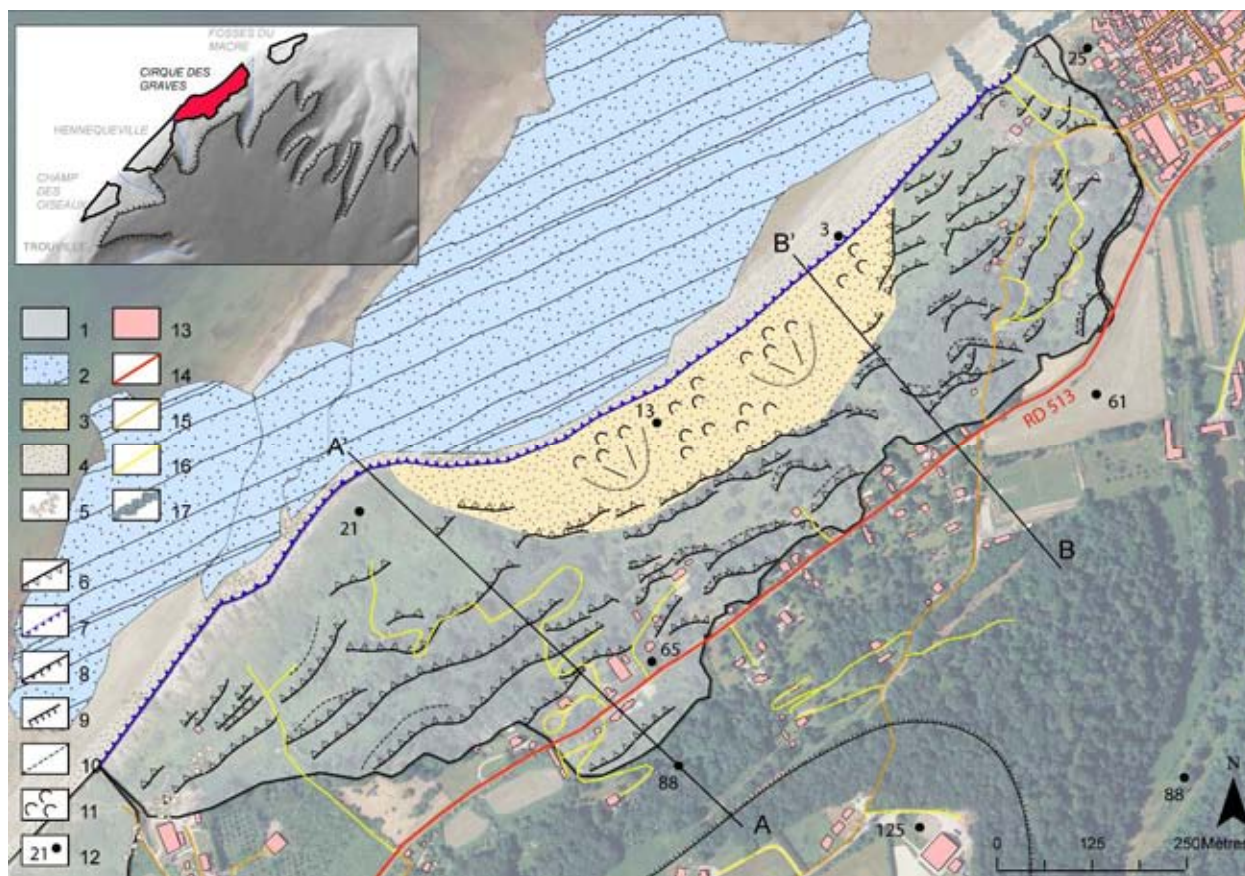 FOSSES DU
MACRE
CIRQUE DES
GRAVES
HENNEQUEVILLE
CHAMP
DES
OISEAUX
TROUVILLE
1
2
3
4
5
6
7
8
9
10
11
21 12
13
14
15
16
17
25
3
B'
13
A'
21
61
RD 513
65
B
88
A
125
88
N
0 125 250 Mètres